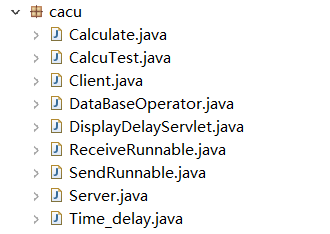 cacu
Calculate.java
CalcuTest.java
Client.java
DataBaseOperator.java
DisplayDelayServlet.java
ReceiveRunnable.java
SendRunnable.java
Server.java
Time_delay.java